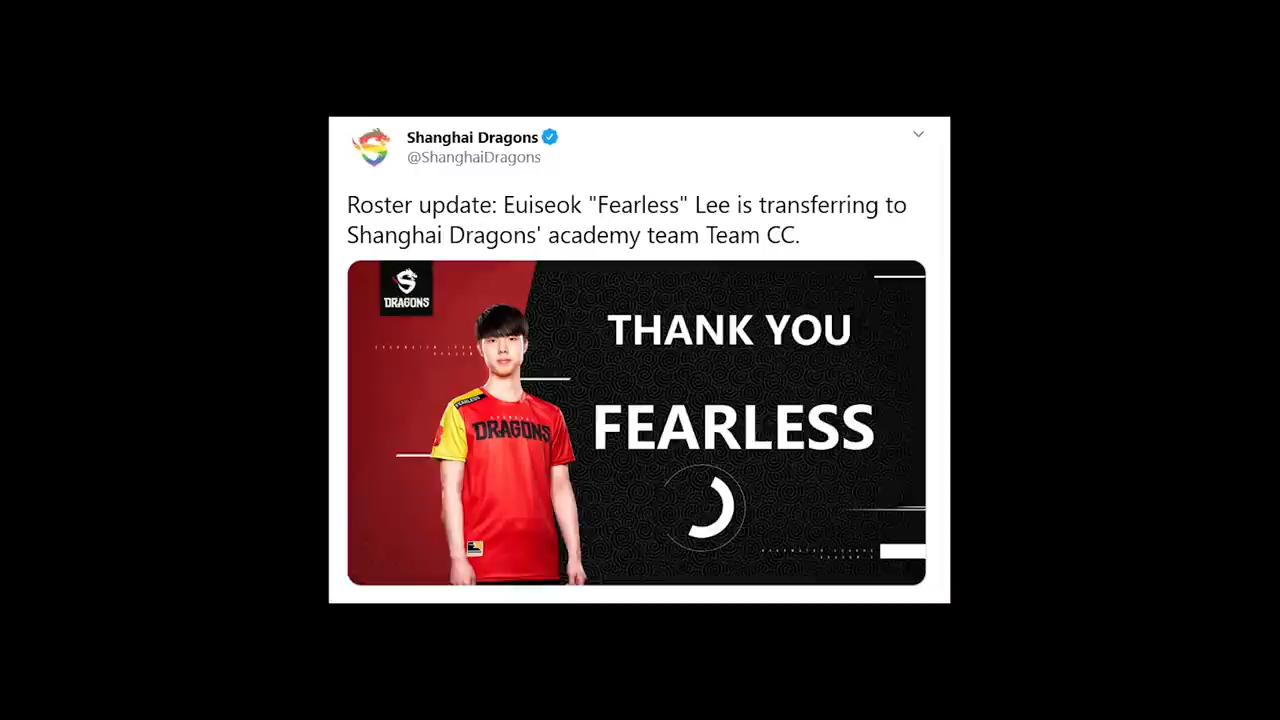 Shanghai Dragons
@ShanghaiDragons
Roster update: Euiseok "Fearless" Lee is transferring to
Shanghai Dragons' academy team Team CC.
DRAGONS
THANK YOU
FEARLESS
FEARLESS
DRAGONS